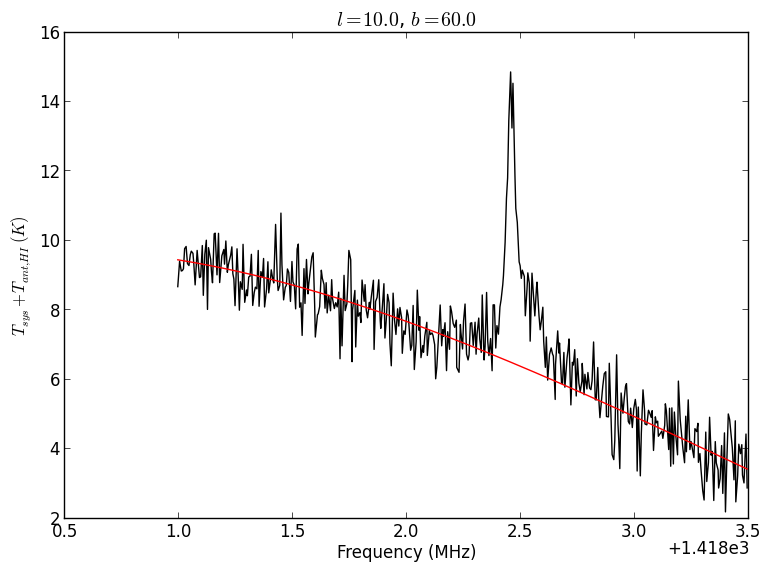 l = 10.0, b = 60.0
16
14
12
10
8
6
4
2
T_sys + T_ant,HI (K)
0.5 1.0 1.5 2.0 2.5 3.0 3.5
Frequency (MHz)
+1.418e3